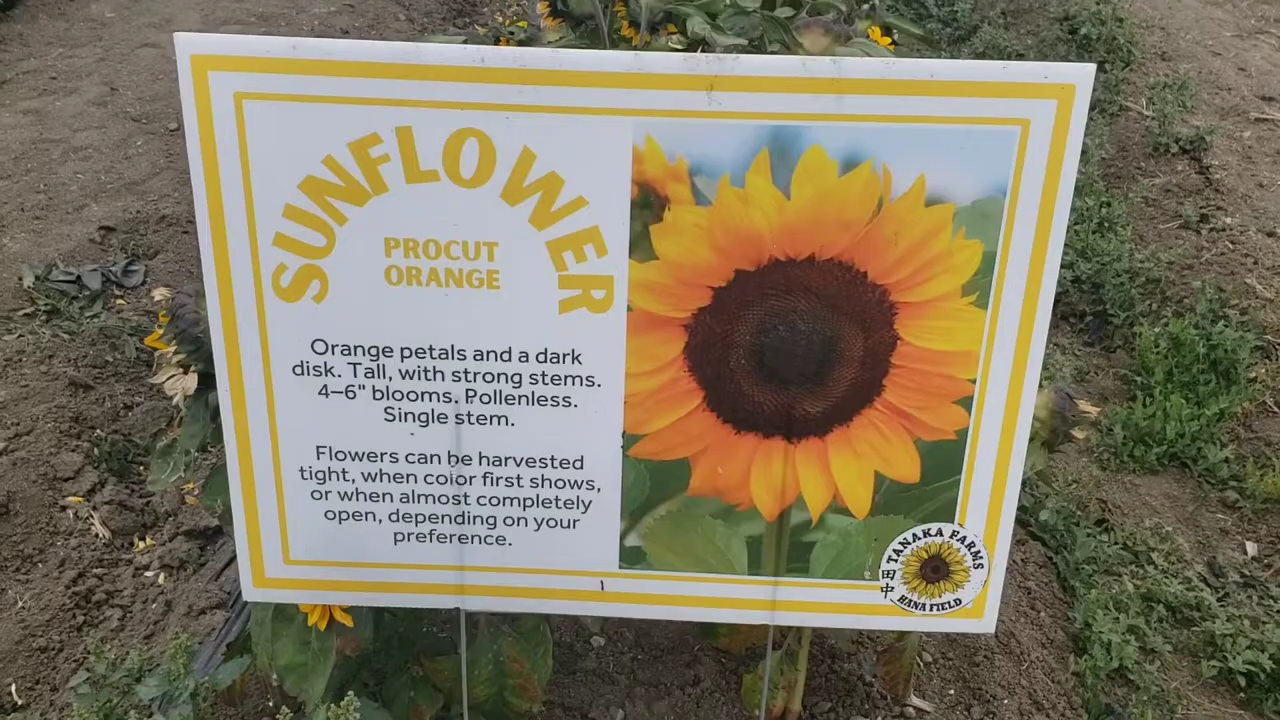 SUNFLOWER
PROCUT
ORANGE
Orange petals and a dark
disk. Tall, with strong stems.
4–6" blooms. Pollenless.
Single stem.
Flowers can be harvested
tight, when color first shows,
or when almost completely
open, depending on your
preference.
TANAKA FARMS
田中
HANA FIELD